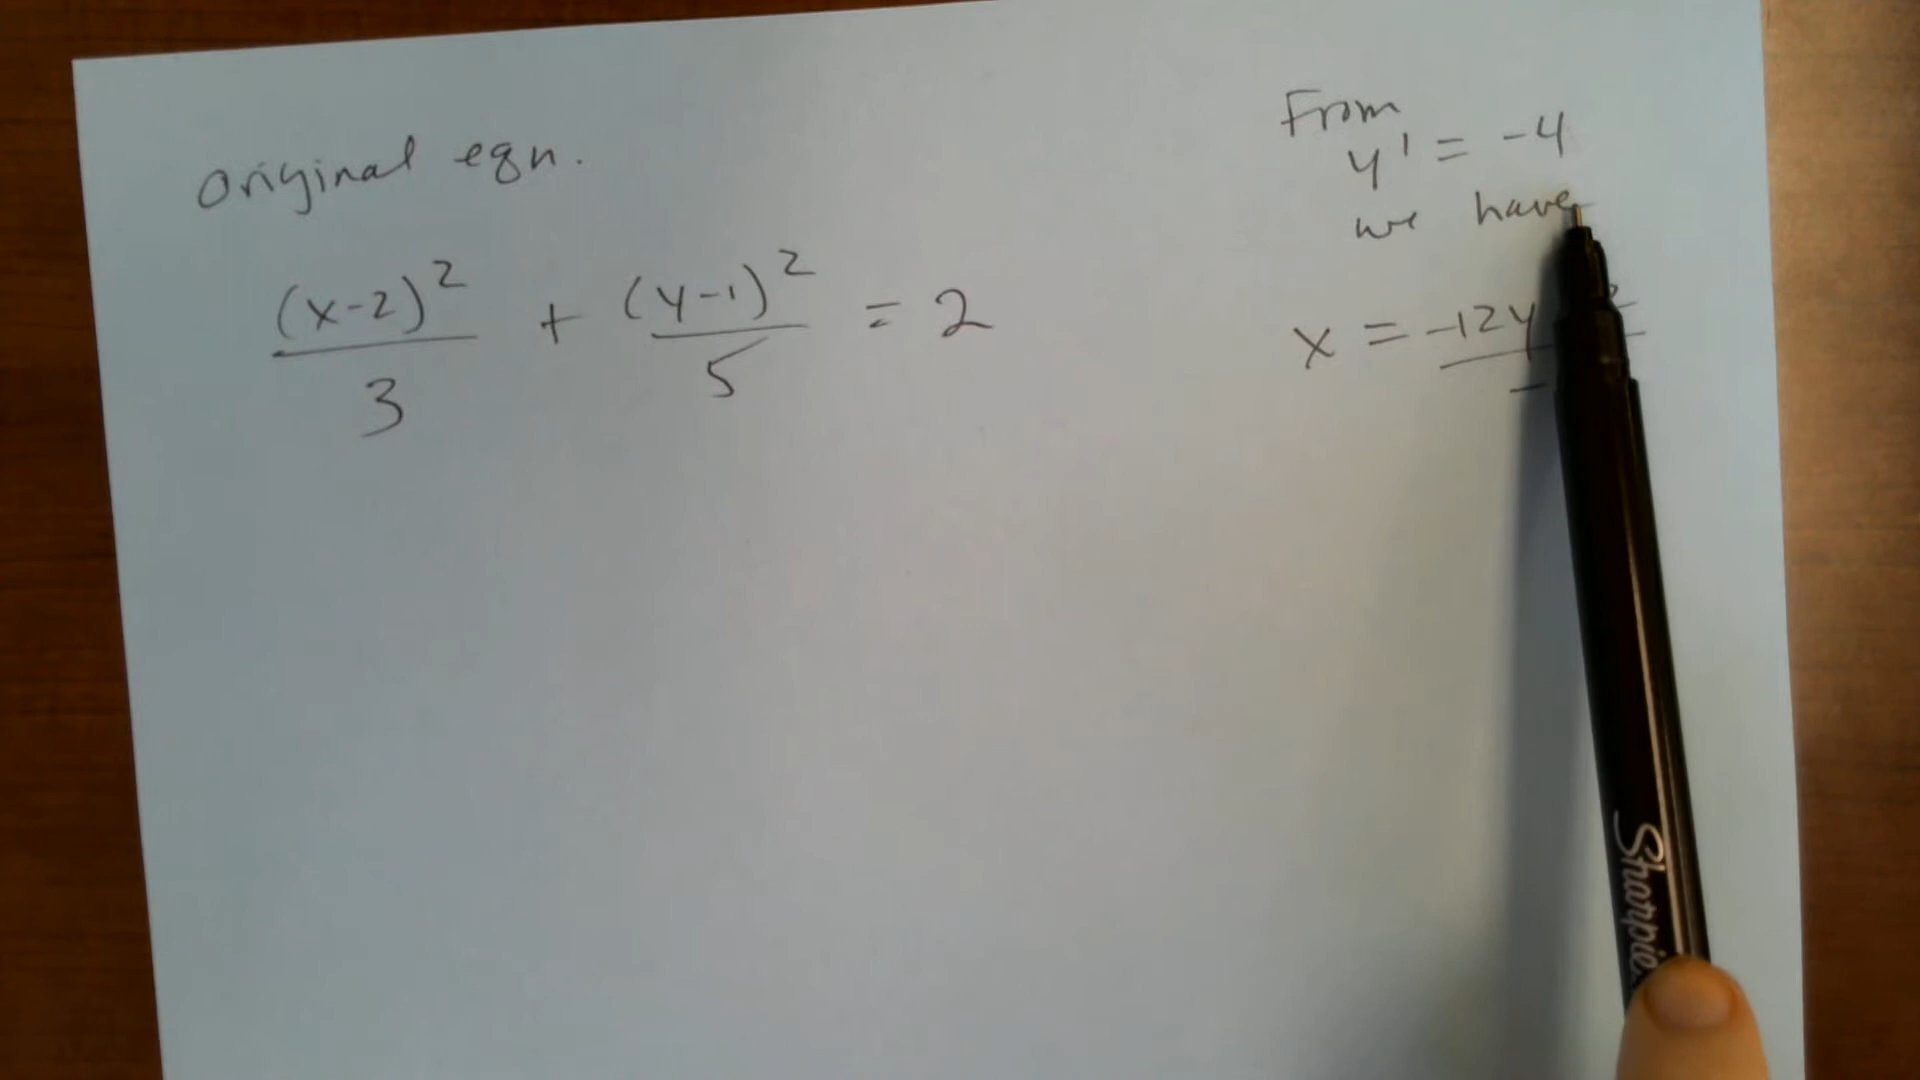 Original eqn.
(x-2)²/3 + (y-1)²/5 = 2
From
y' = -4
we have
x = -12y
Sharpie